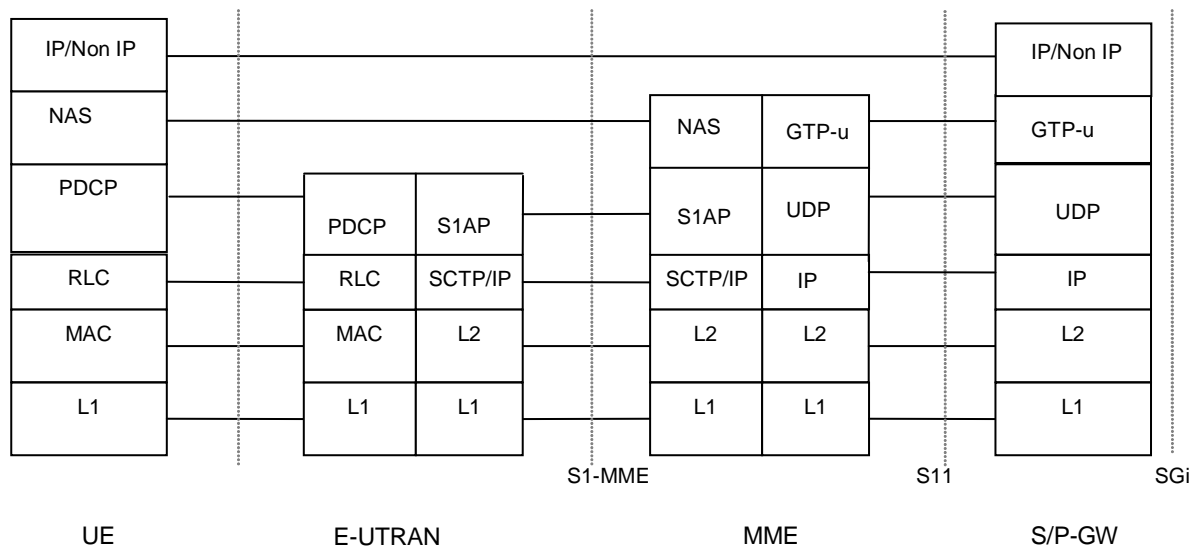 IP/Non IP
IP/Non IP
NAS
NAS
GTP-u
GTP-u
PDCP
PDCP
S1AP
S1AP
UDP
UDP
RLC
RLC
SCTP/IP
SCTP/IP
IP
IP
MAC
MAC
L2
L2
L2
L2
L1
L1
L1
L1
L1
L1
S1-MME
S11
SGi
UE
E-UTRAN
MME
S/P-GW